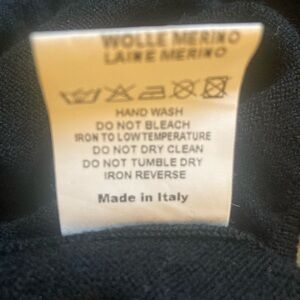 WOLLE MERINO
LAINE MERINO
HAND WASH
DO NOT BLEACH
IRON TO LOW TEMPERATURE
DO NOT DRY CLEAN
DO NOT TUMBLE DRY
IRON REVERSE
Made in Italy